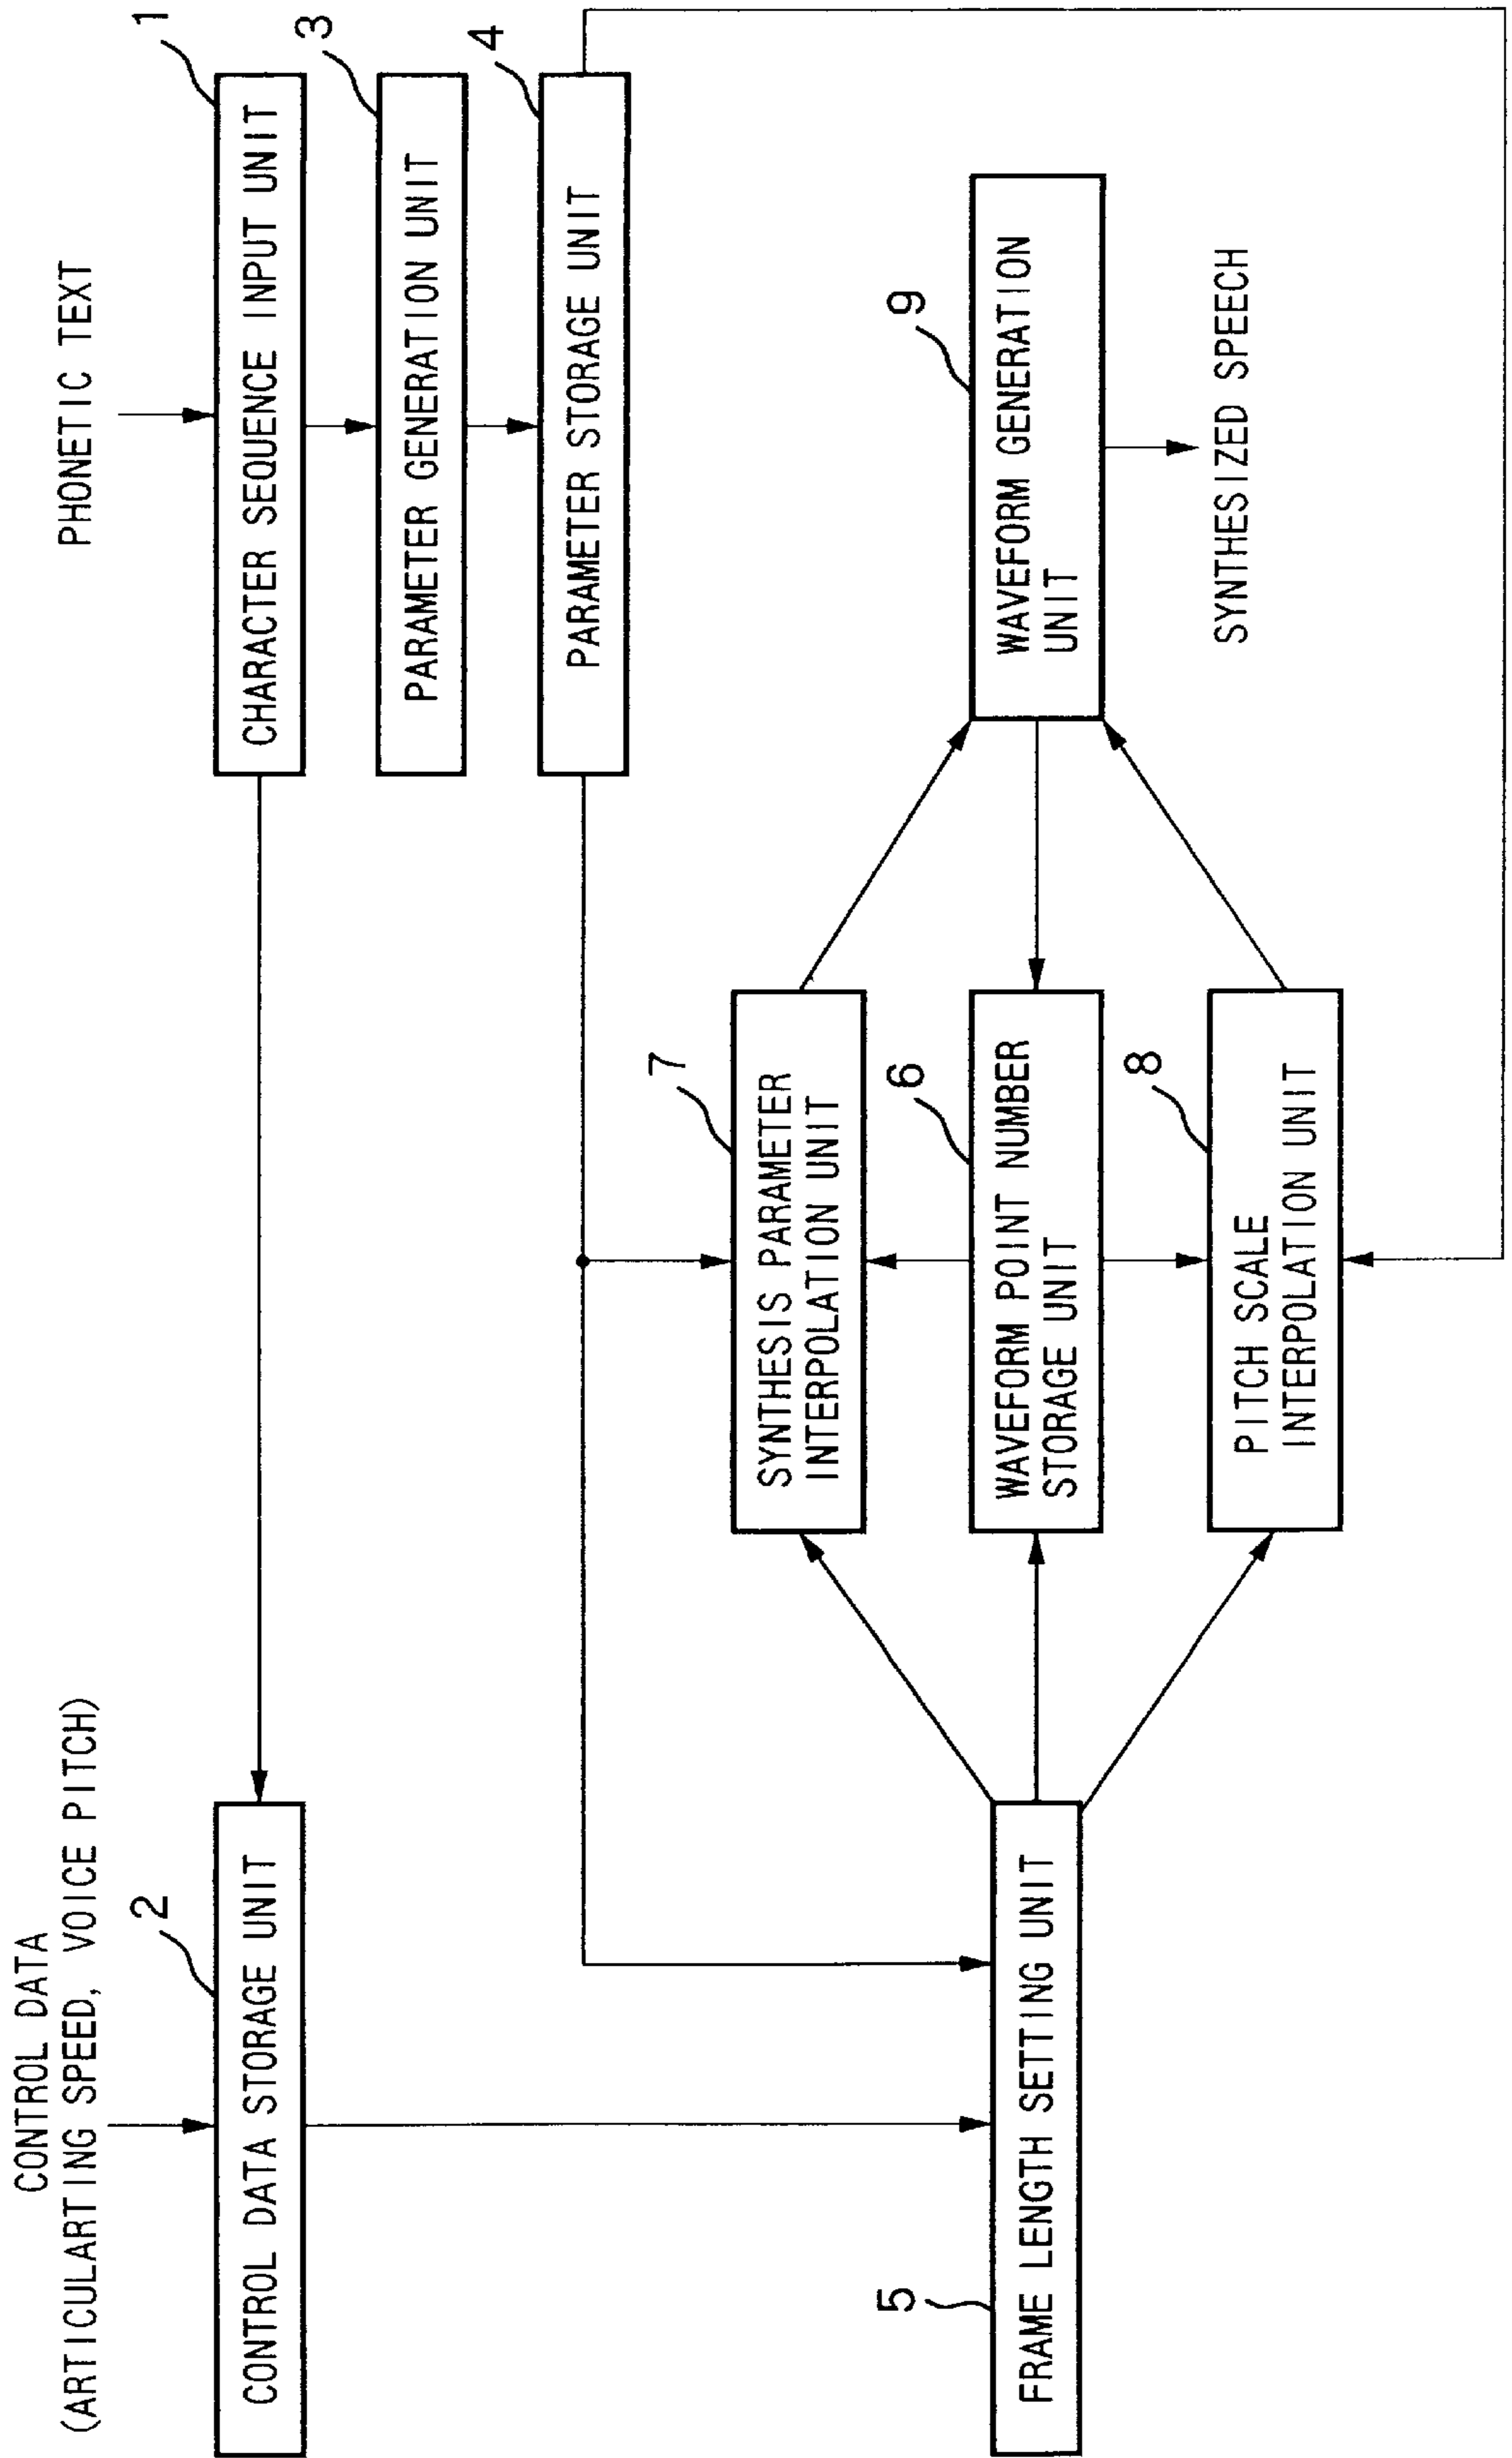 CONTROL DATA
(ARTICULARTING SPEED, VOICE PITCH)
2
CONTROL DATA STORAGE UNIT
PHONETIC TEXT
1
CHARACTER SEQUENCE INPUT UNIT
3
PARAMETER GENERATION UNIT
4
PARAMETER STORAGE UNIT
5
FRAME LENGTH SETTING UNIT
7
SYNTHESIS PARAMETER
INTERPOLATION UNIT
6
WAVEFORM POINT NUMBER
STORAGE UNIT
8
PITCH SCALE
INTERPOLATION UNIT
9
WAVEFORM GENERATION
UNIT
SYNTHESIZED SPEECH